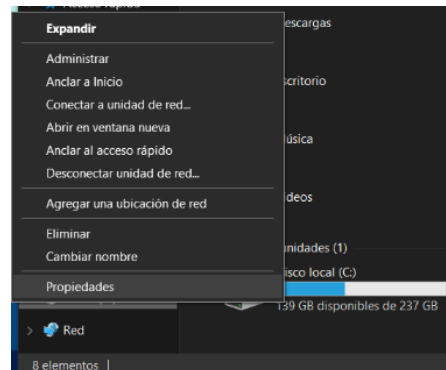 Expandir
Administrar
Anclar a Inicio
Conectar a unidad de red...
Abrir en ventana nueva
Anclar al acceso rápido
Desconectar unidad de red...
Agregar una ubicación de red
Eliminar
Cambiar nombre
Propiedades
Red
8 elementos
escargas
scritorio
úsica
ídeos
nidades (1)
isco local (C:)
139 GB disponibles de 237 GB